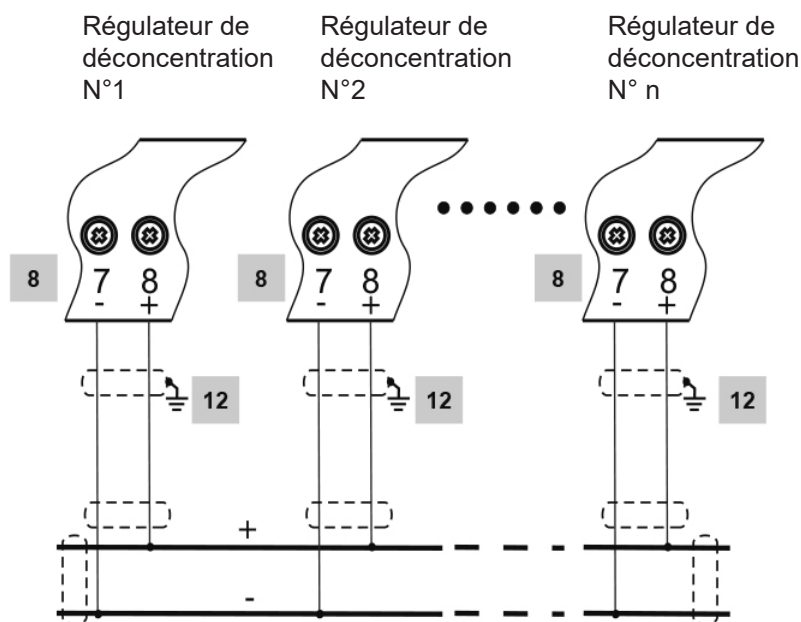 Régulateur de
déconcentration
N°1
Régulateur de
déconcentration
N°2
Régulateur de
déconcentration
N° n
8
7 8
- +
8
7 8
- +
8
7 8
- +
12
12
12
+
-